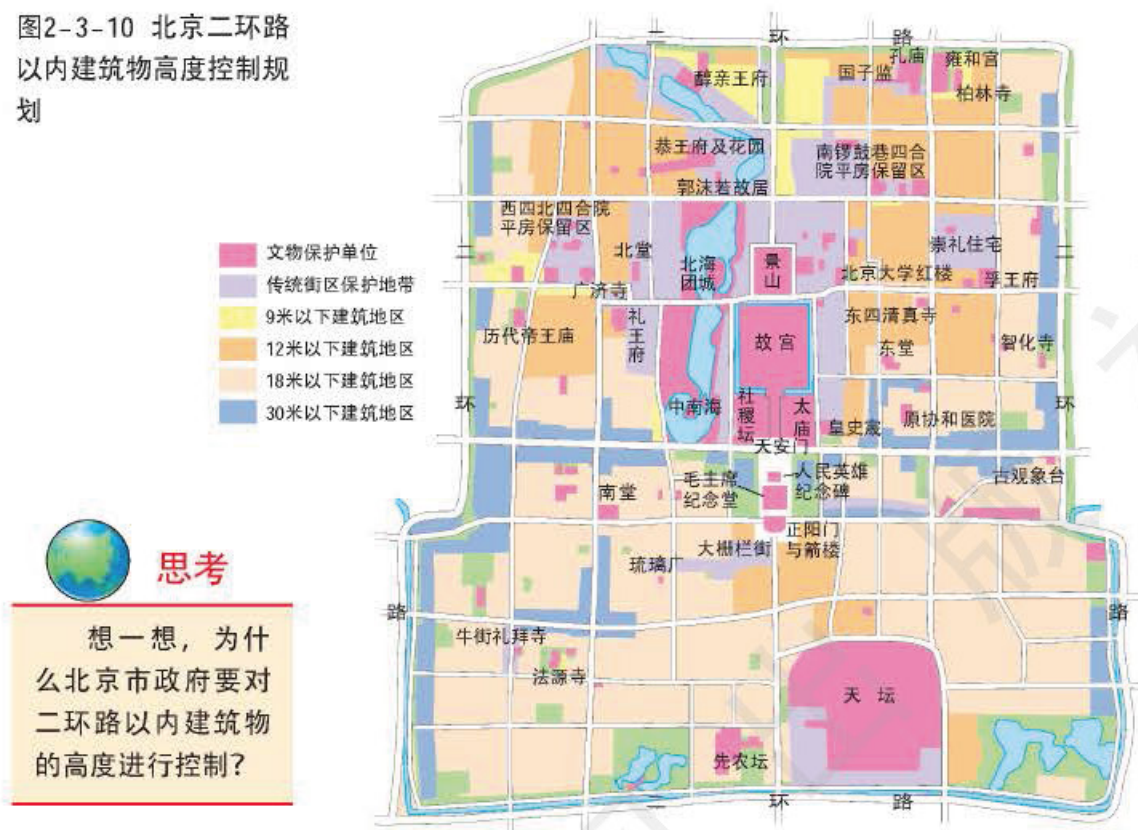 图2-3-10 北京二环路
以内建筑物高度控制规
划
文物保护单位
传统街区保护地带
9米以下建筑地区
12米以下建筑地区
18米以下建筑地区
30米以下建筑地区
思考
想一想，为什
么北京市政府要对
二环路以内建筑物
的高度进行控制？
二 环 路
醇亲王府
国子监
孔庙
雍和宫
柏林寺
恭王府及花园
南锣鼓巷四合
院平房保留区
郭沫若故居
西四北四合院
平房保留区
二
北堂
北海
团城
景山
崇礼住宅
二
北京大学红楼
孚王府
广济寺
历代帝王庙
礼王府
故宫
东四清真寺
东堂
智化寺
环
中南海
社稷坛
太庙
皇史宬
原协和医院
环
天安门
南堂
毛主席
纪念堂
人民英雄
纪念碑
古观象台
正阳门
与箭楼
大栅栏街
琉璃厂
路
路
牛街礼拜寺
法源寺
天坛
先农坛
二 环 路